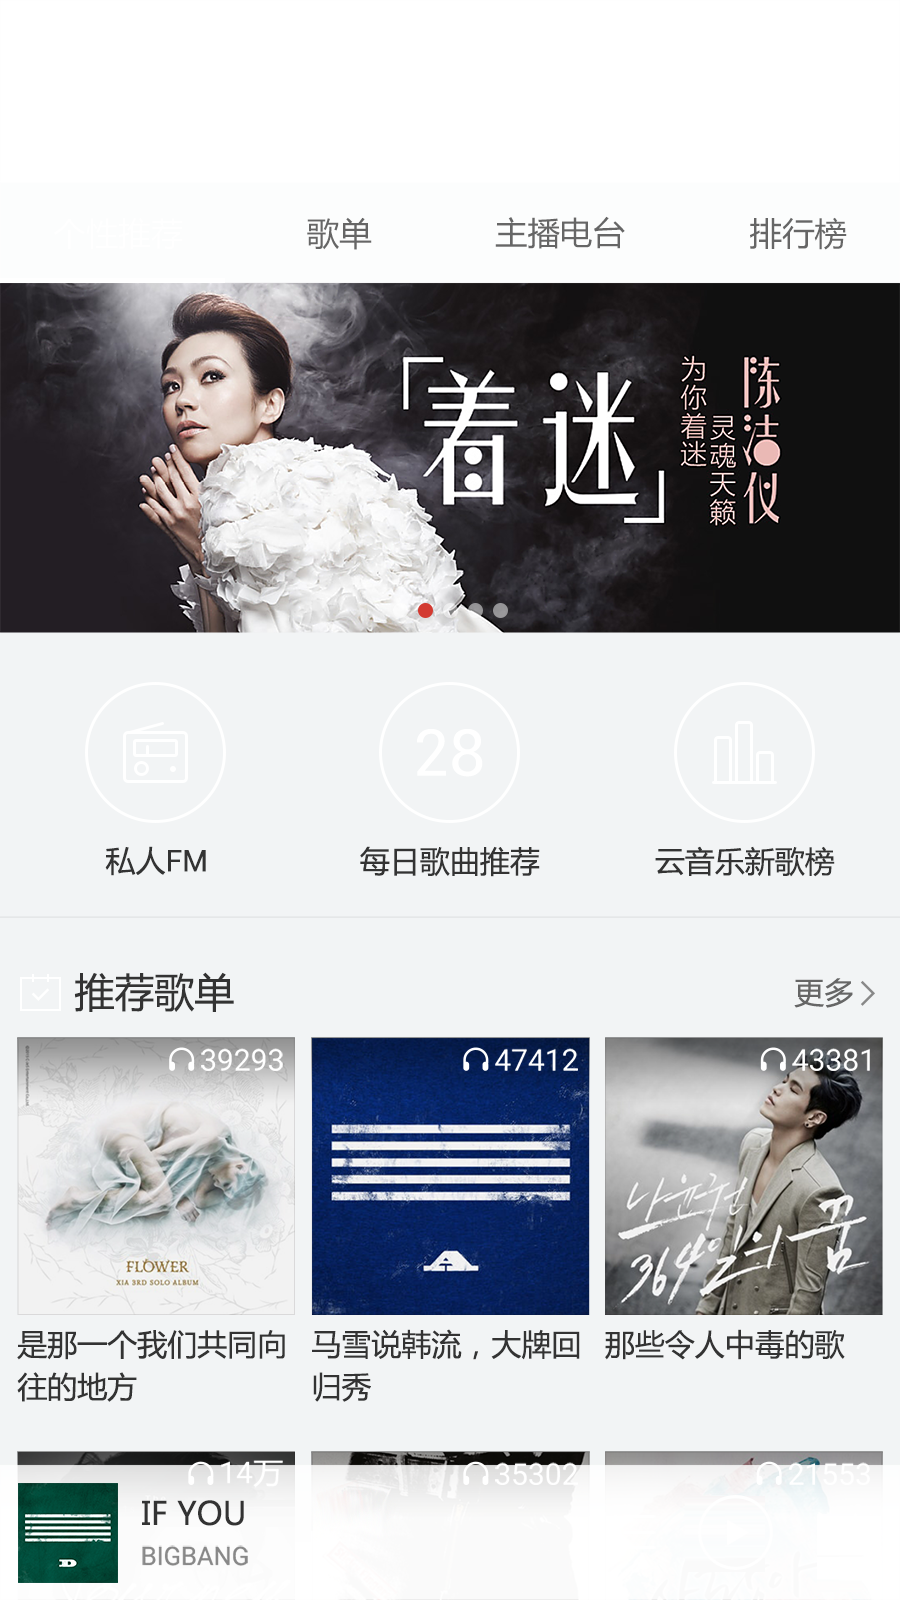 歌单
主播电台
排行榜
「着迷」
为你着迷
灵魂天籁
陈洁仪
28
私人FM
每日歌曲推荐
云音乐新歌榜
推荐歌单
更多
39293
47412
43381
FLOWER
XIA 3RD SOLO ALBUM
A
나윤권
364일의 꿈
是那一个我们共同向
往的地方
马雪说韩流，大牌回
归秀
那些令人中毒的歌
14万
35302
21553
D
IF YOU
BIGBANG